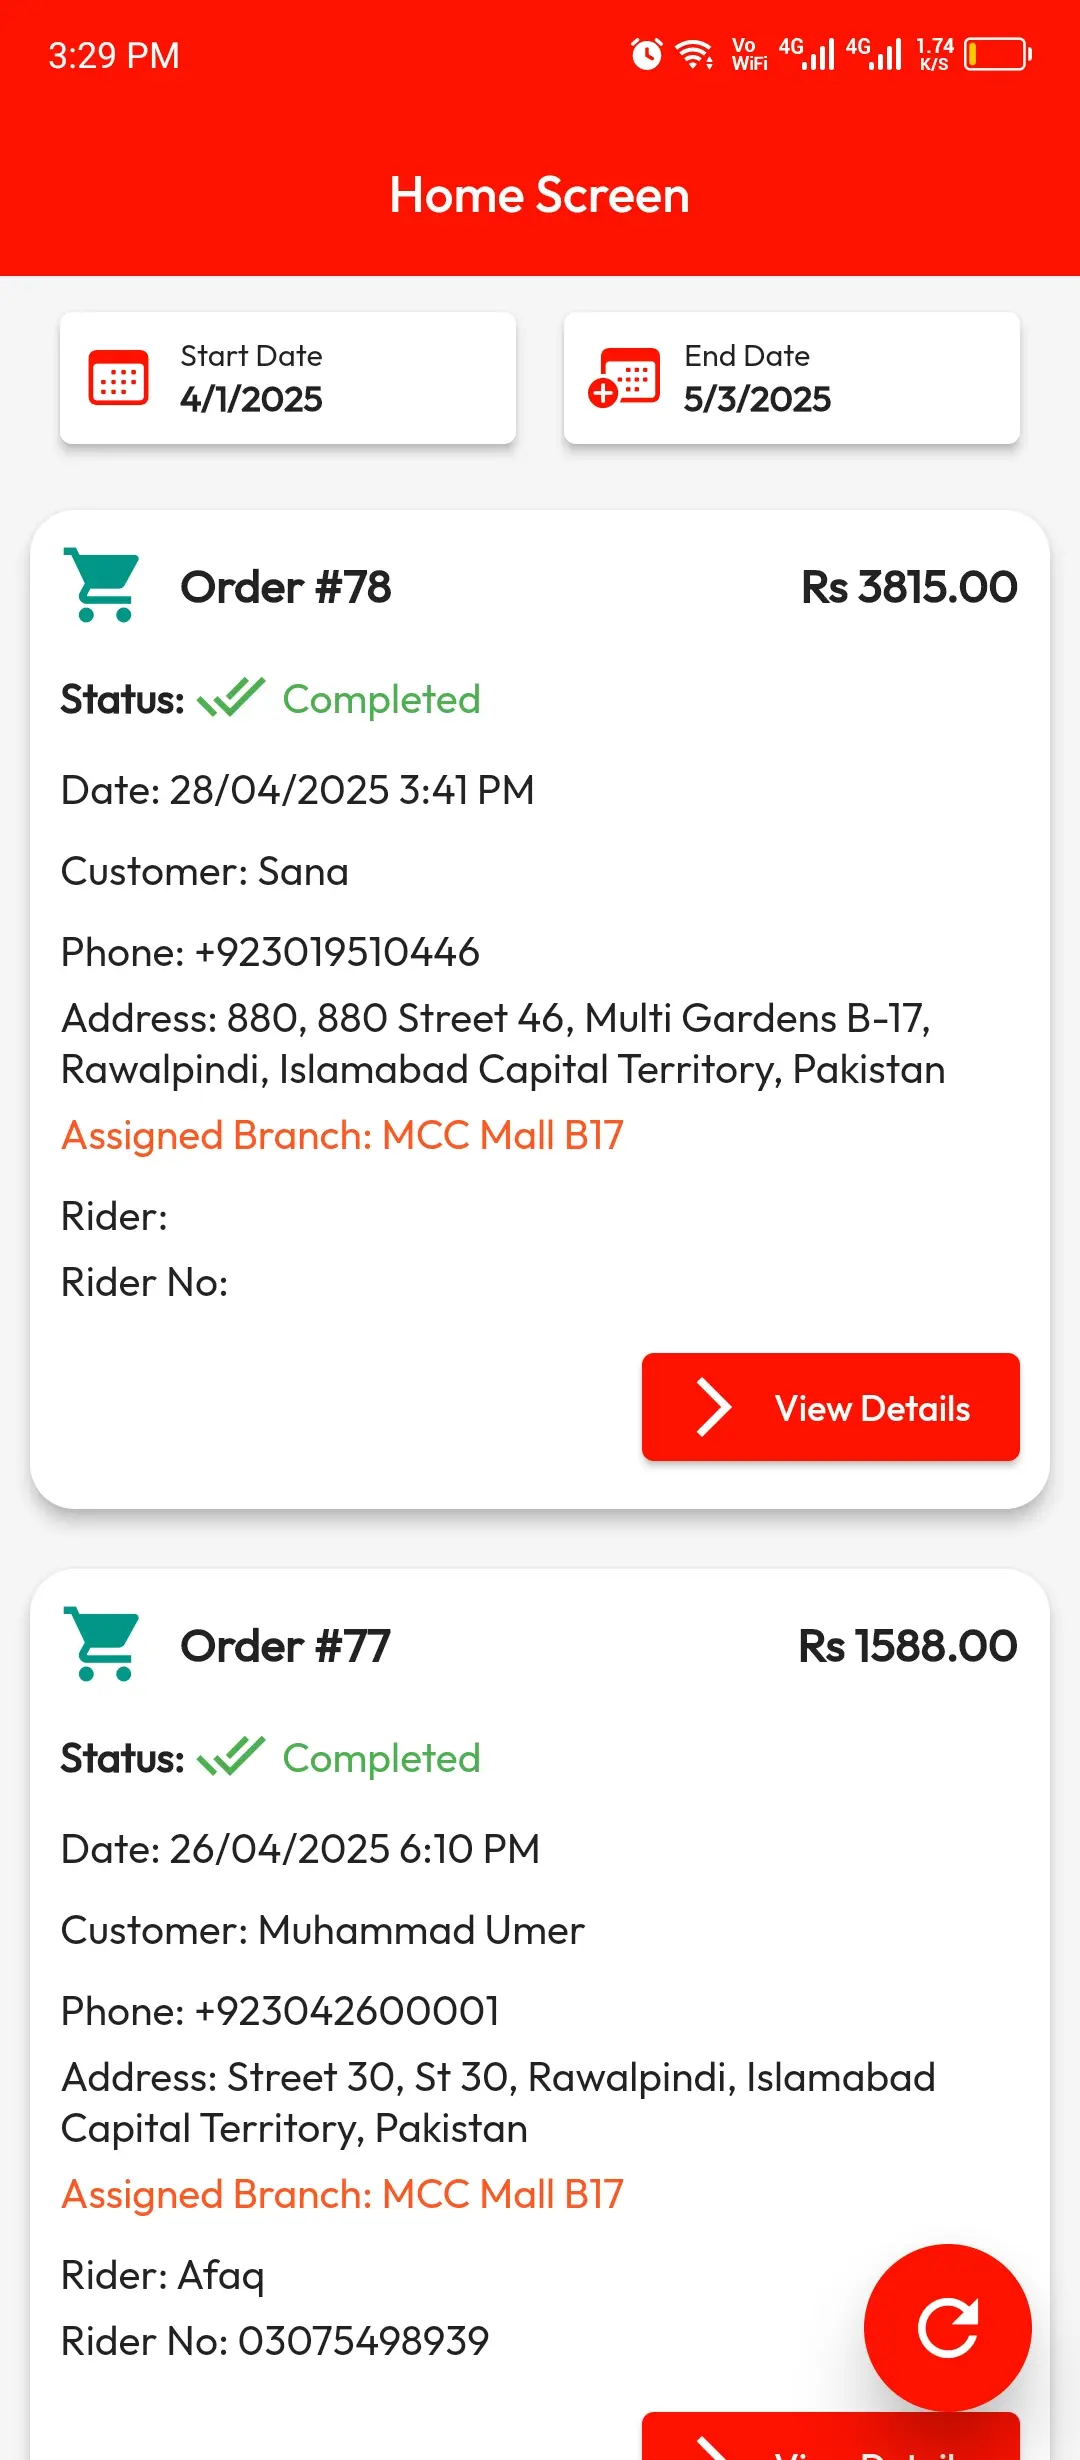 3:29 PM
Vo WiFi 4G 4G 1.74 K/S
Home Screen
Start Date
4/1/2025
End Date
5/3/2025
Order #78
Rs 3815.00
Status: Completed
Date: 28/04/2025 3:41 PM
Customer: Sana
Phone: +923019510446
Address: 880, 880 Street 46, Multi Gardens B-17,
Rawalpindi, Islamabad Capital Territory, Pakistan
Assigned Branch: MCC Mall B17
Rider:
Rider No:
View Details
Order #77
Rs 1588.00
Status: Completed
Date: 26/04/2025 6:10 PM
Customer: Muhammad Umer
Phone: +923042600001
Address: Street 30, St 30, Rawalpindi, Islamabad
Capital Territory, Pakistan
Assigned Branch: MCC Mall B17
Rider: Afaq
Rider No: 03075498939
View Details